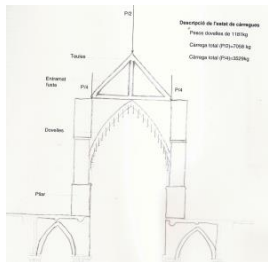 P/2
Descripció de l'estat de càrregues
Pesos dovelles de 1180kg
Càrrega total (P/2)=7058 kg
Càrrega total (P/4)=3529kg
Teules
Entramat
fusta
P/4
P/4
Dovelles
Pilar